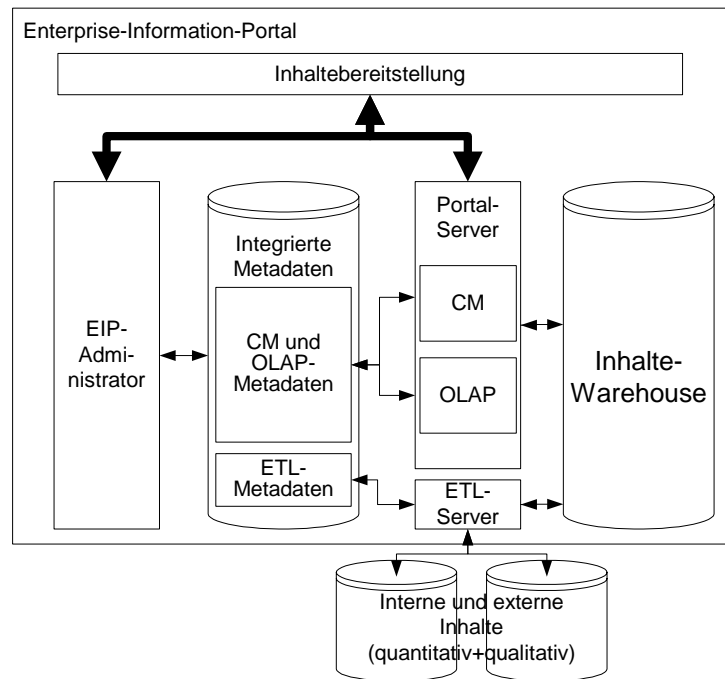 Enterprise-Information-Portal
Inhaltebereitstellung
EIP-
Admi-
nistrator
Integrierte
Metadaten
CM und
OLAP-
Metadaten
ETL-
Metadaten
Portal-
Server
CM
OLAP
ETL-
Server
Inhalte-
Warehouse
Interne und externe
Inhalte
(quantitativ+qualitativ)